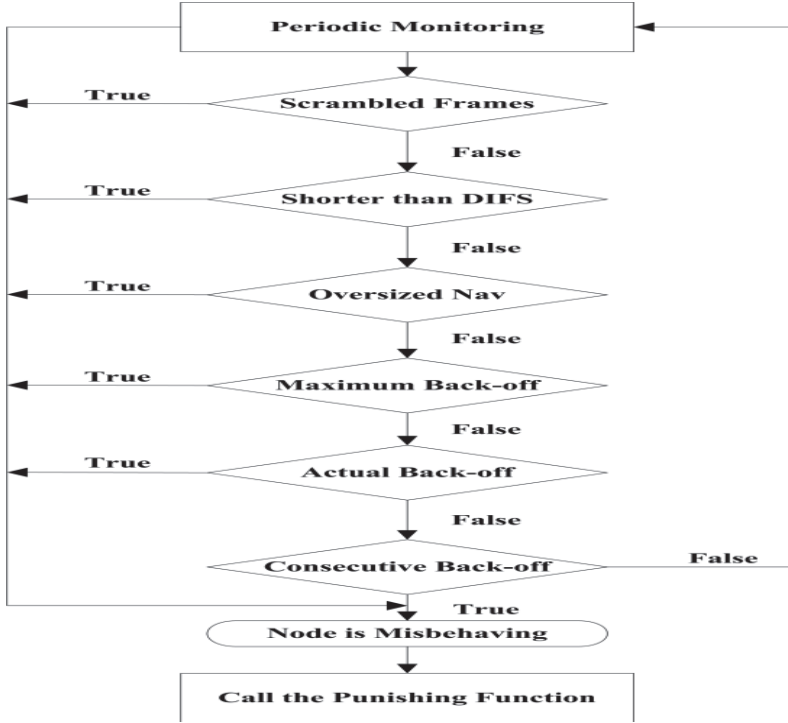 Periodic Monitoring
True
Scrambled Frames
False
True
Shorter than DIFS
False
True
Oversized Nav
False
True
Maximum Back-off
False
True
Actual Back-off
False
Consecutive Back-off
False
True
Node is Misbehaving
Call the Punishing Function